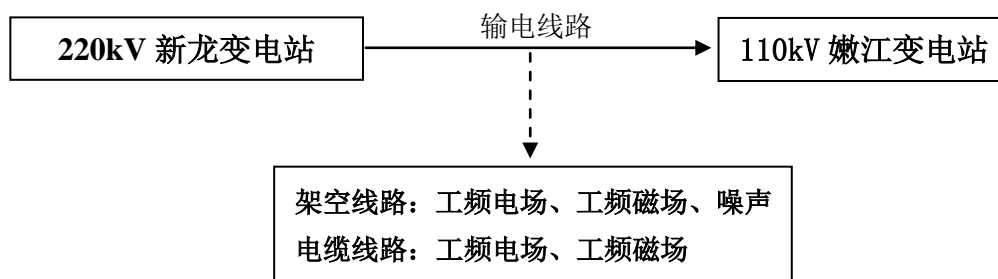 输电线路
220kV 新龙变电站
110kV 嫩江变电站
架空线路：工频电场、工频磁场、噪声
电缆线路：工频电场、工频磁场